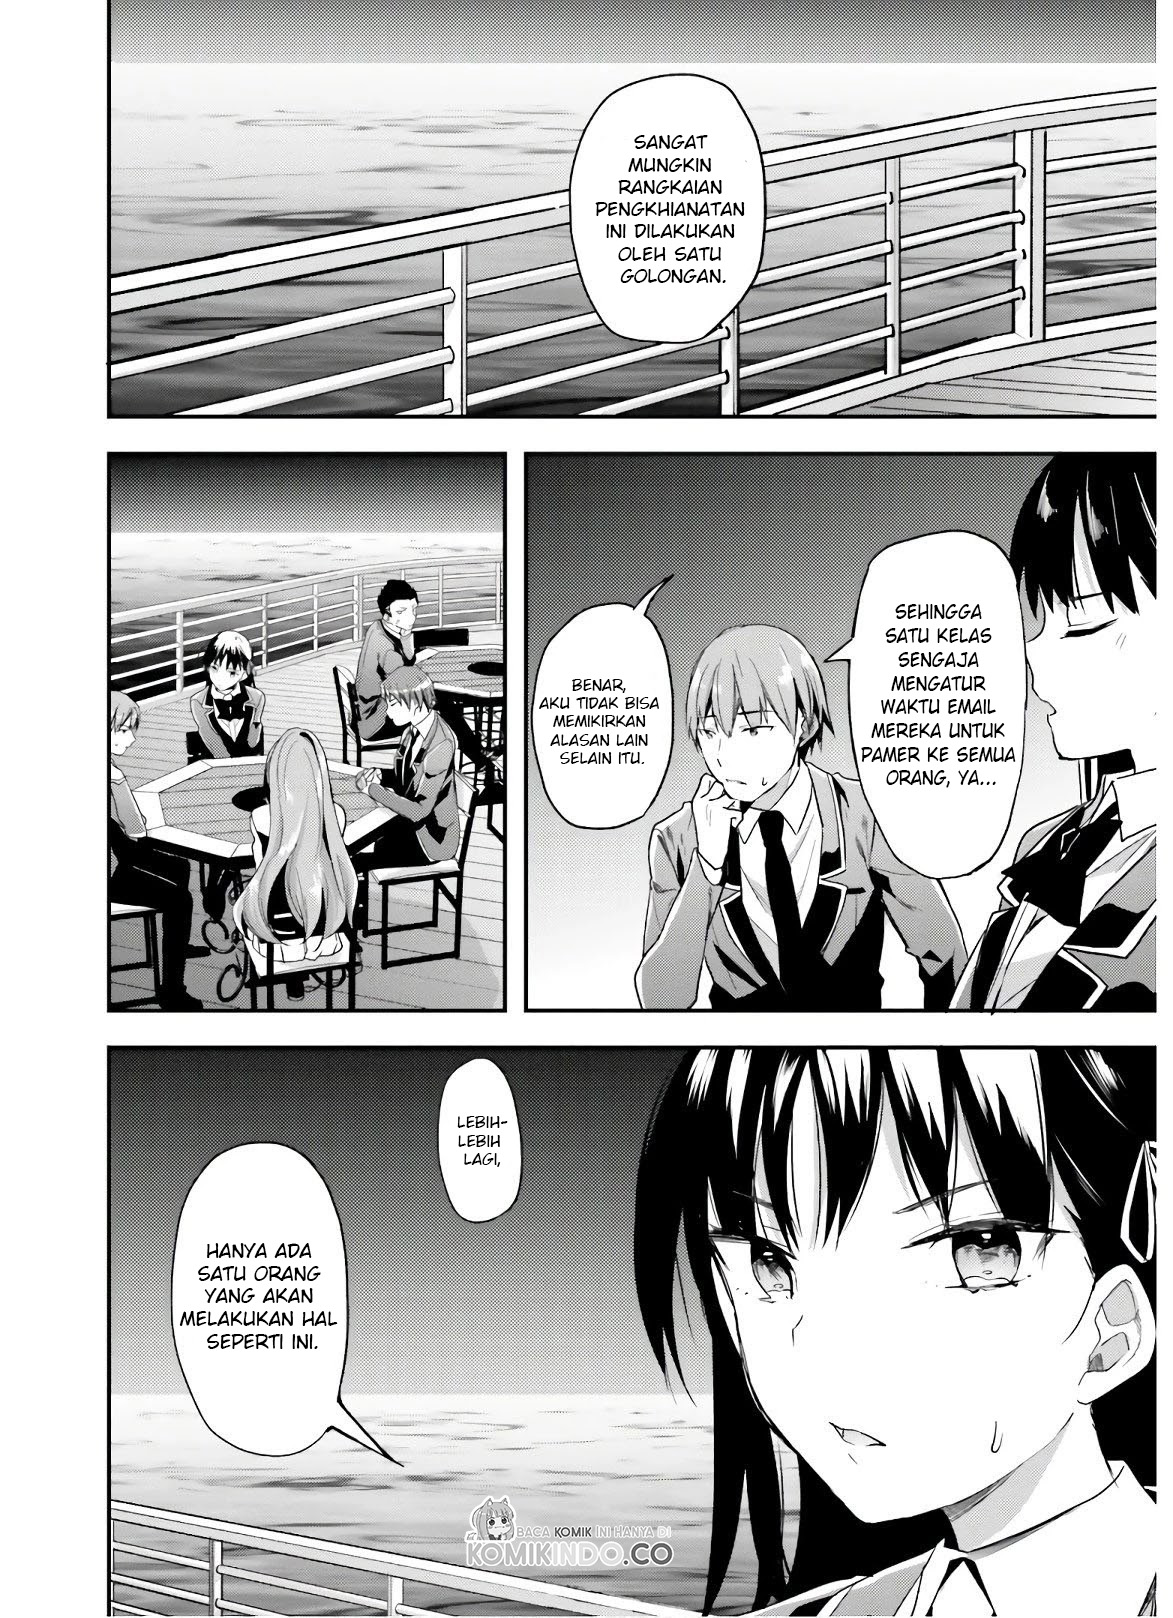 SANGAT
MUNGKIN
RANGKAIAN
PENGKHIANATAN
INI DILAKUKAN
OLEH SATU
GOLONGAN.
SEHINGGA
SATU KELAS
SENGAJA
MENGATUR
WAKTU EMAIL
MEREKA UNTUK
PAMER KE SEMUA
ORANG, YA...
BENAR,
AKU TIDAK BISA
MEMIKIRKAN
ALASAN LAIN
SELAIN ITU.
LEBIH-
LEBIH
LAGI,
HANYA ADA
SATU ORANG
YANG AKAN
MELAKUKAN HAL
SEPERTI INI.
BACA KOMIK INI HANYA DI
KOMIKINDO.CO